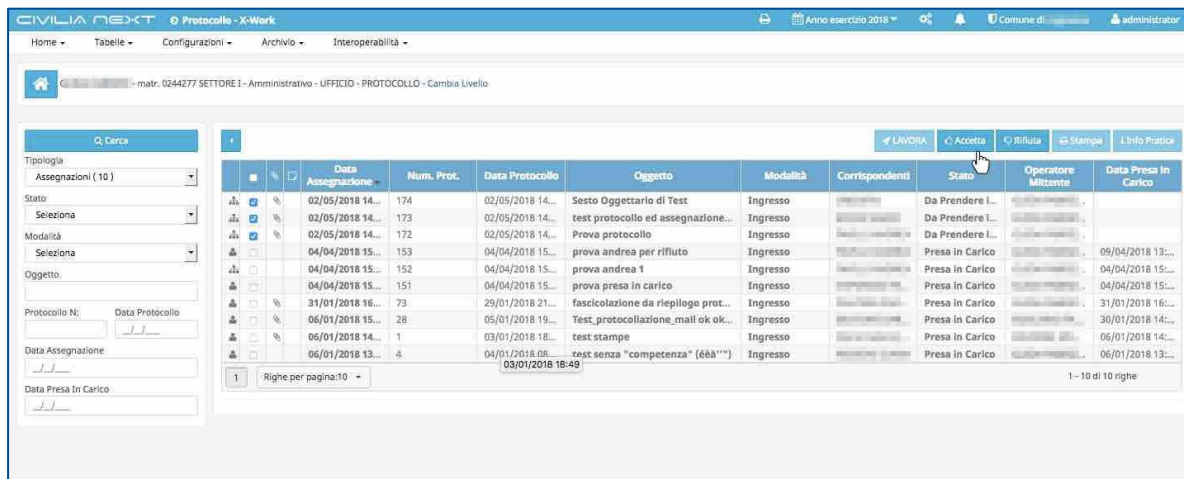 CIVILIA NEXT Protocollo - X-Work Anno esercizio 2018 Comune di administrator
Home Tabelle Configurazioni Archivio Interoperabilità
- matr. 0244277 SETTORE I - Amministrativo - UFFICIO - PROTOCOLLO - Cambia Livello
Cerca
Tipologia
Assegnazioni ( 10 )
Stato
Seleziona
Modalità
Seleziona
Oggetto
Protocollo N: Data Protocollo
__/__/____
Data Assegnazione
__/__/____
Data Presa In Carico
__/__/____
LAVORA Accetta Rifiuta Stampa Info Pratica
Data Assegnazione Num. Prot. Data Protocollo Oggetto Modalità Corrispondenti Stato Operatore Mittente Data Presa In Carico
02/05/2018 14... 174 02/05/2018 14... Sesto Oggettario di Test Ingresso Da Prendere i...
02/05/2018 14... 173 02/05/2018 14... test protocollo ed assegnazione... Ingresso Da Prendere i...
02/05/2018 14... 172 02/05/2018 14... Prova protocollo Ingresso Da Prendere i...
04/04/2018 15... 153 04/04/2018 15... prova andrea per rifiuto Ingresso Presa in Carico 09/04/2018 13:...
04/04/2018 15... 152 04/04/2018 15... prova andrea 1 Ingresso Presa in Carico 04/04/2018 15:...
04/04/2018 15... 151 04/04/2018 15... prova presa in carico Ingresso Presa in Carico 04/04/2018 15:...
31/01/2018 16... 73 29/01/2018 21... fascicolazione da riepilogo prot... Ingresso Presa in Carico 31/01/2018 16:...
06/01/2018 15... 28 05/01/2018 19... Test_protocollazione_mail ok ok... Ingresso Presa in Carico 30/01/2018 14:...
06/01/2018 14... 1 03/01/2018 18... test stampe Ingresso Presa in Carico 06/01/2018 14:...
06/01/2018 13... 4 04/01/2018 08... test senza "competenza" (éèà''") Ingresso Presa in Carico 06/01/2018 13:...
03/01/2018 18:49
1 Righe per pagina:10 1 - 10 di 10 righe